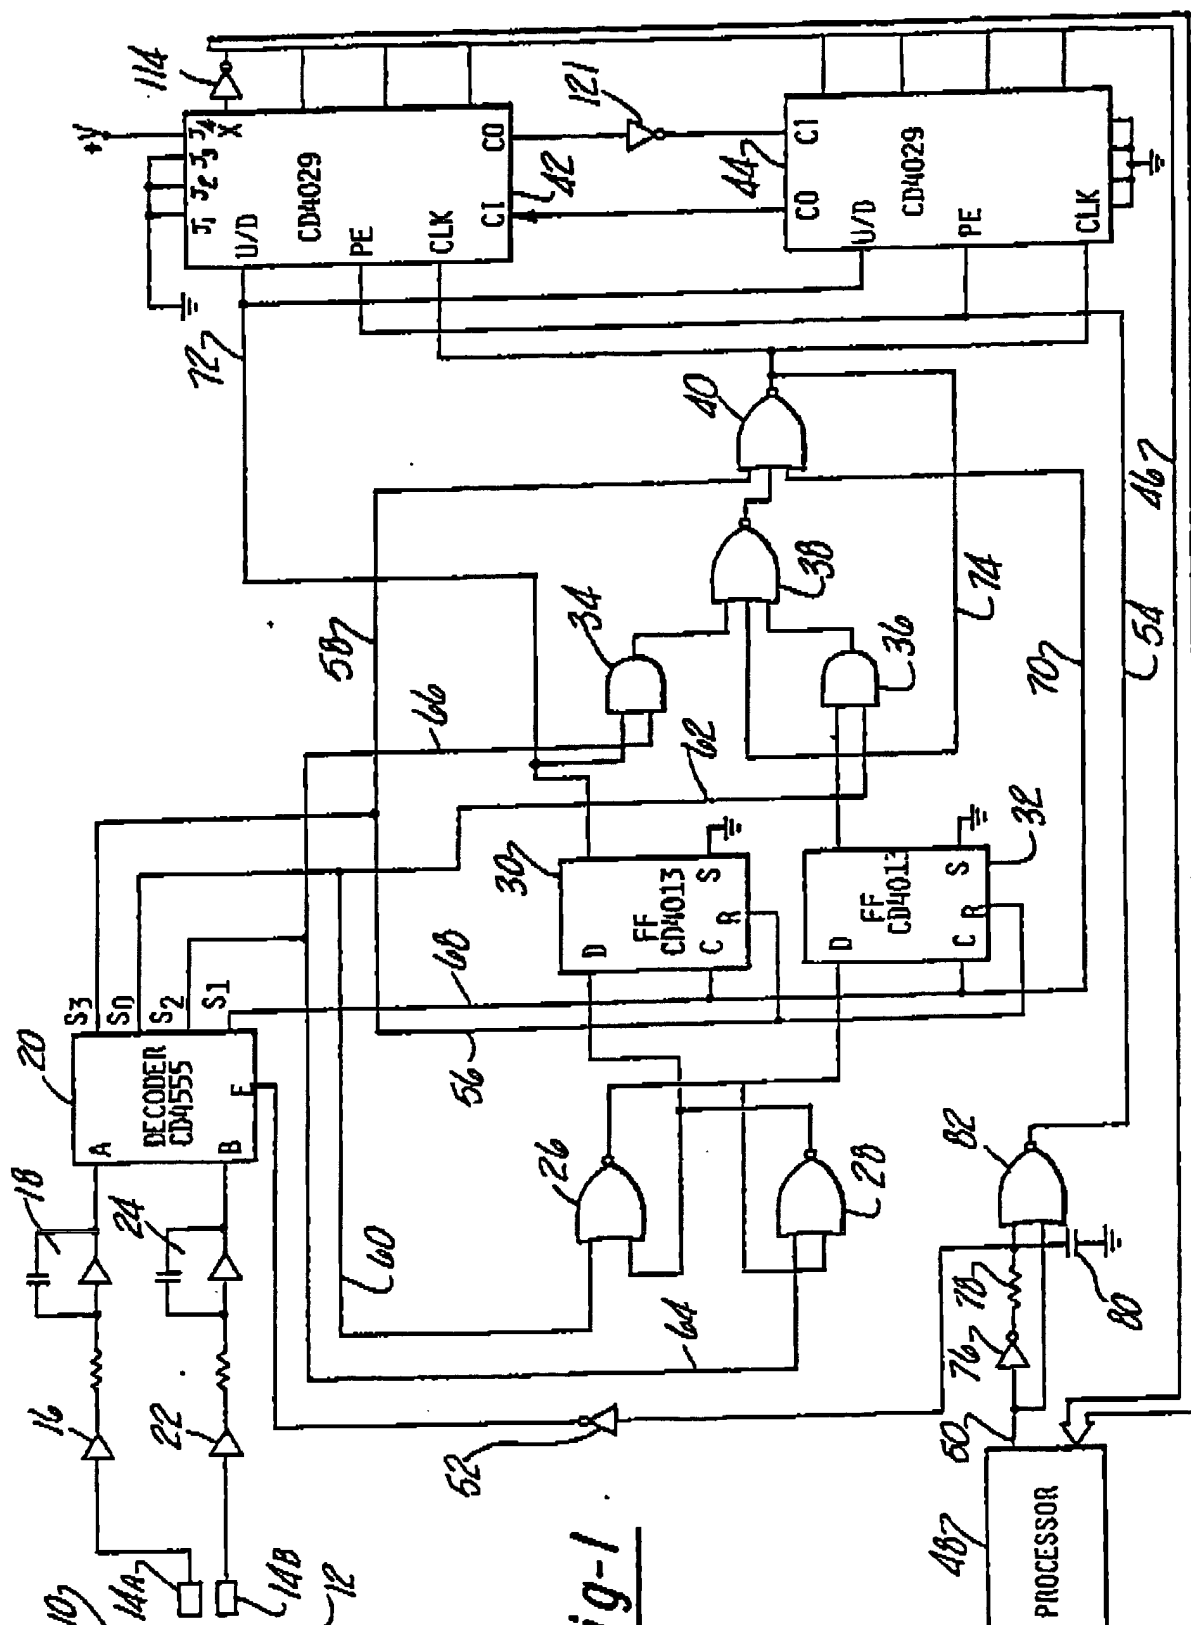 10
14A
14B
12
16
22
18
24
20
A
B
E
DECODER
CD4555
S3
S0
S2
S1
60
64
56
68
58
66
62
26
28
30
D
FF
CD4013
C
R
S
32
D
FF
CD4013
C
R
S
34
36
38
40
74
70
72
+V
J1
J2
J3
J4
X
U/D
CD4029
PE
CLK
CI
CO
42
114
121
44
CO
CI
U/D
CD4029
PE
CLK
46
54
52
50
76
78
80
82
48
PROCESSOR
ig-1